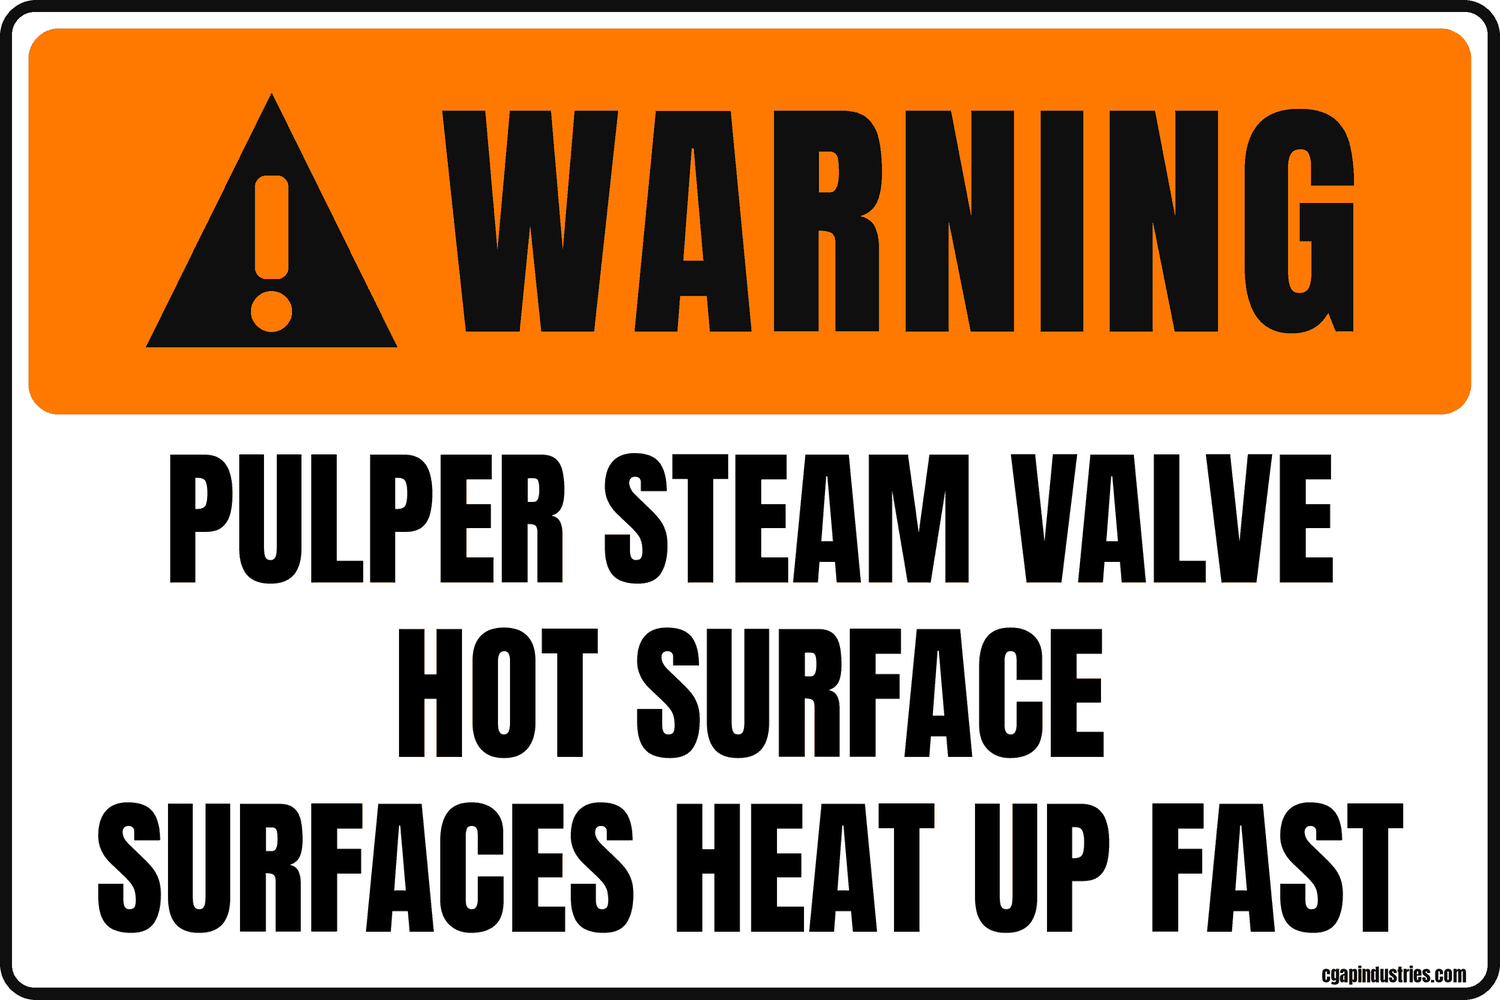 WARNING
PULPER STEAM VALVE
HOT SURFACE
SURFACES HEAT UP FAST
cgapindustries.com